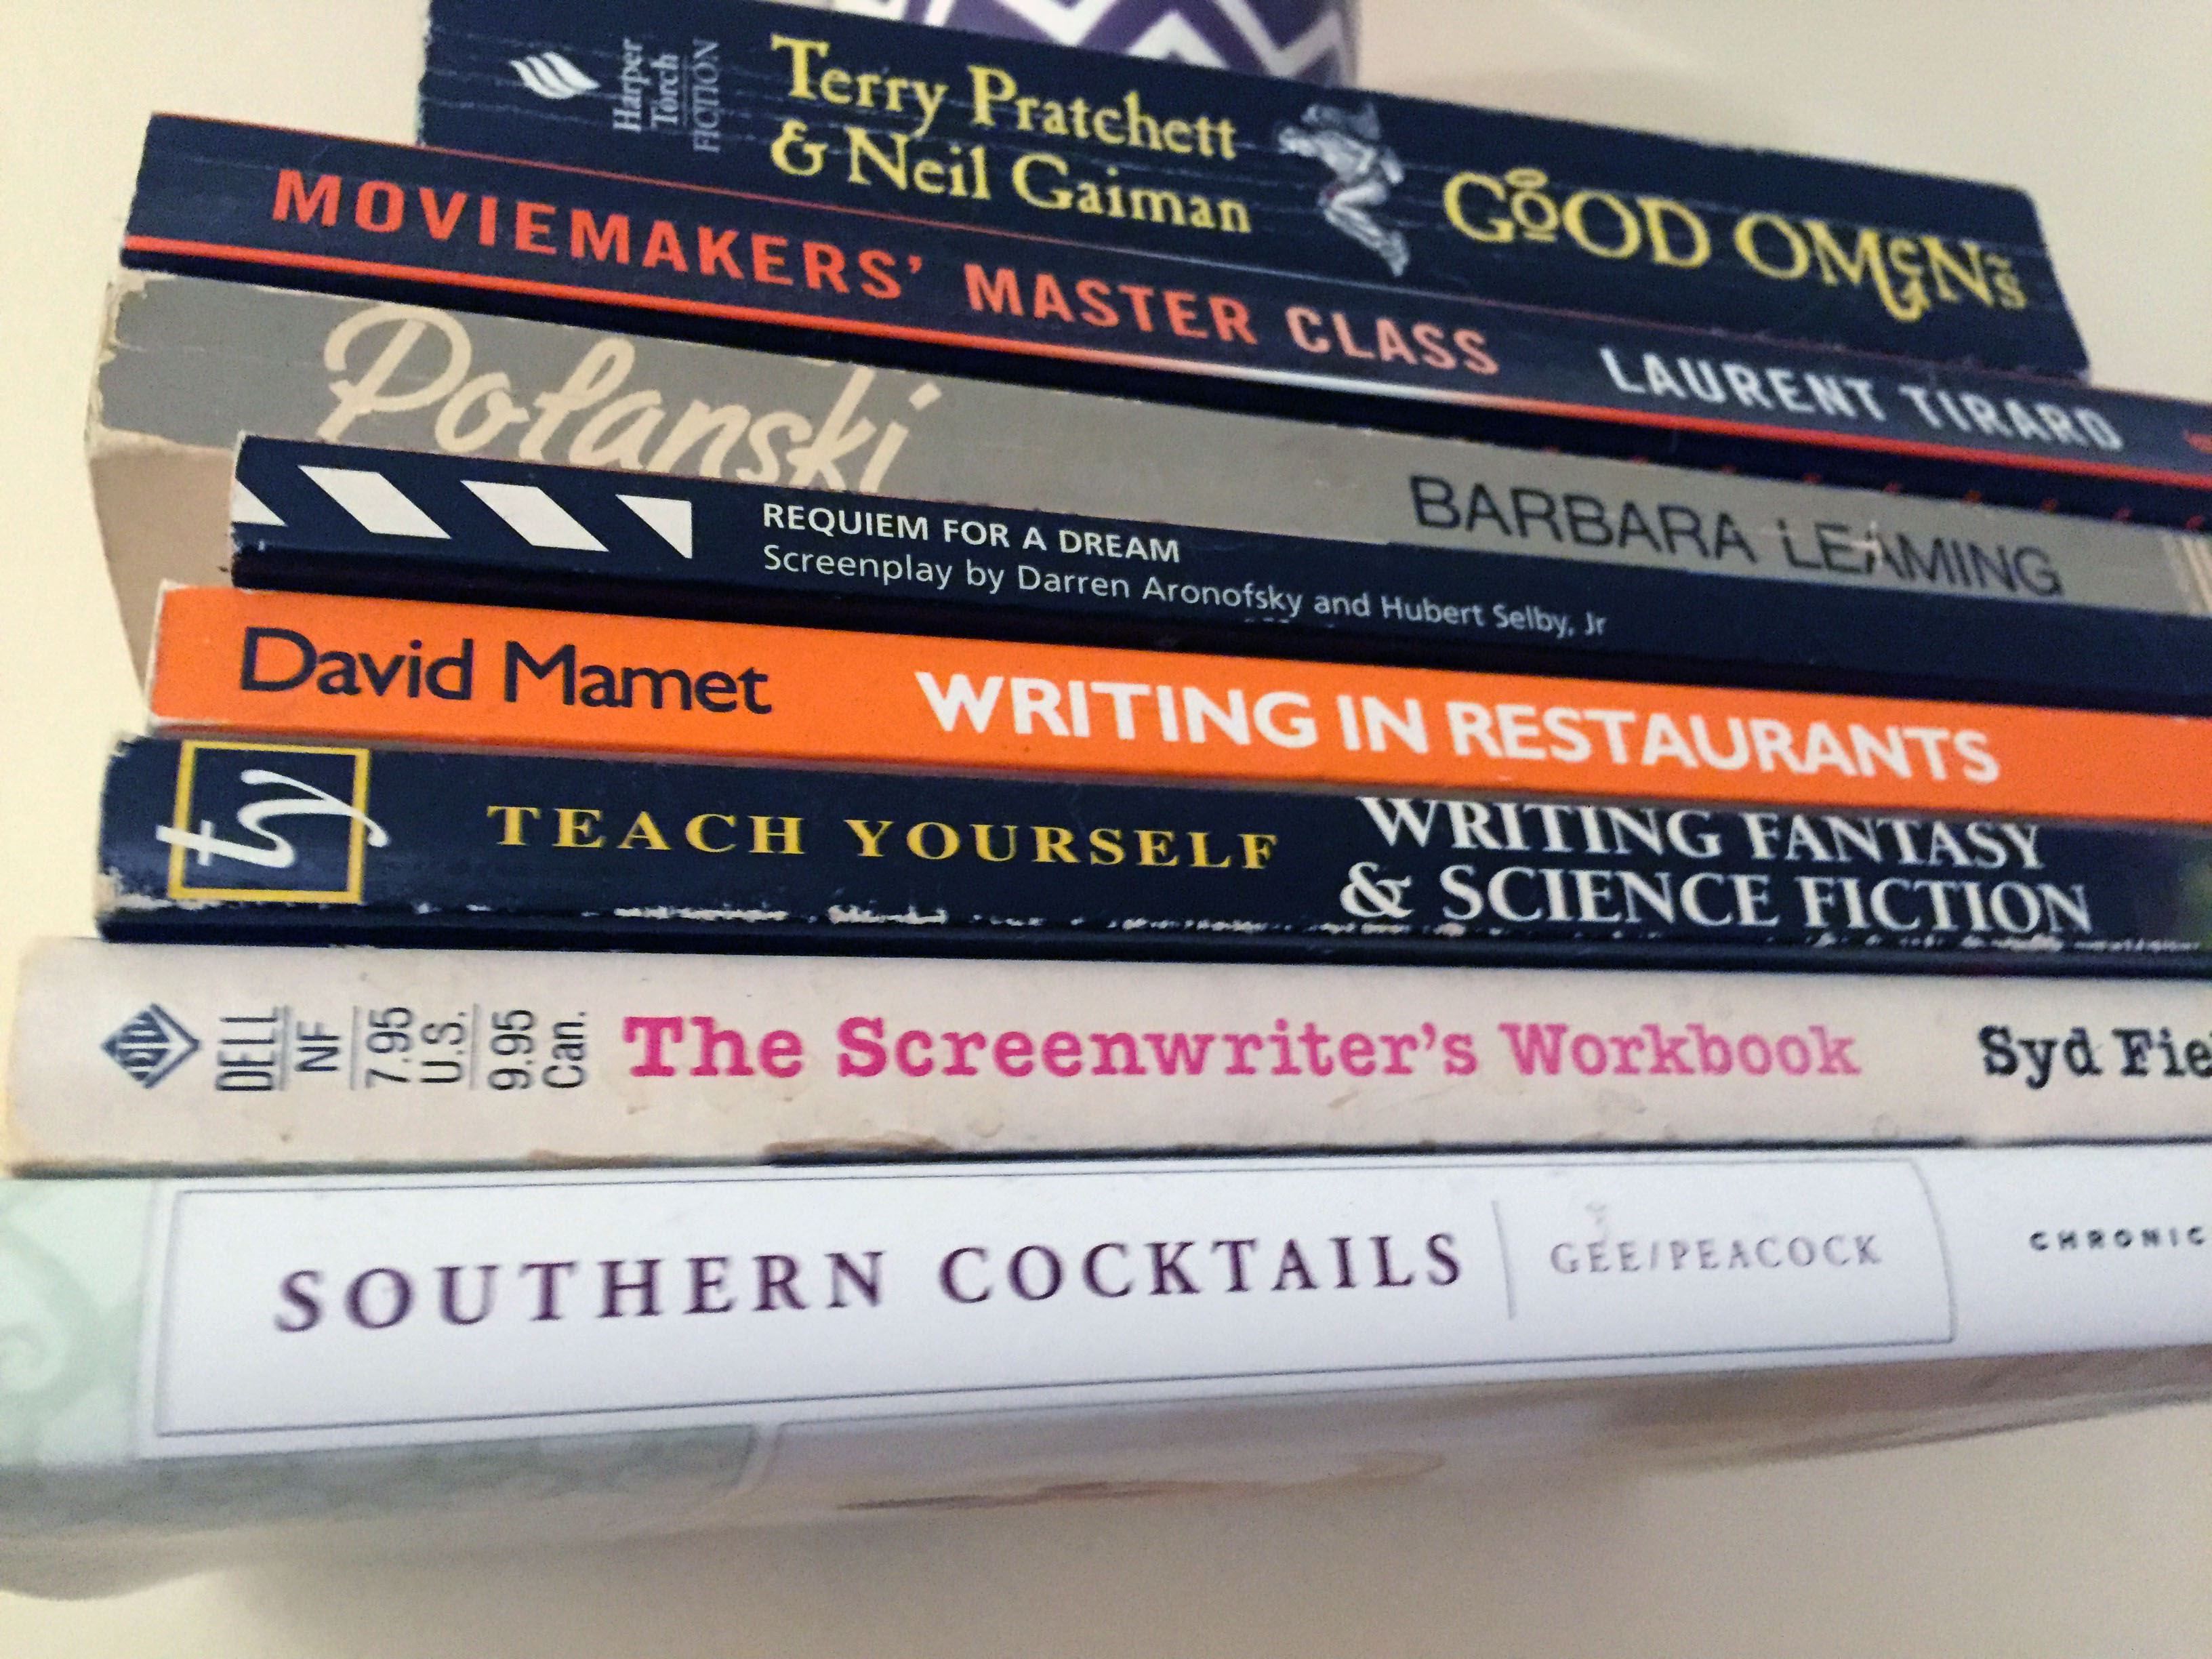 Harper
Torch
FICTION
Terry Pratchett
& Neil Gaiman
GOOD OMENS
MOVIEMAKERS' MASTER CLASS LAURENT TIRARD
Polanski BARBARA LEAMING
REQUIEM FOR A DREAM
Screenplay by Darren Aronofsky and Hubert Selby, Jr
David Mamet WRITING IN RESTAURANTS
ty
TEACH YOURSELF
WRITING FANTASY
& SCIENCE FICTION
DELL
NF
7.95
U.S.
9.95
Can.
The Screenwriter's Workbook Syd Fie
SOUTHERN COCKTAILS GEE/PEACOCK CHRONIC